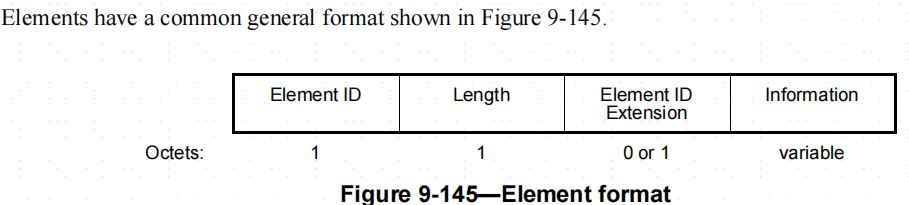 Elements have a common general format shown in Figure 9-145.
Element ID Length Element ID Extension Information
Octets: 1 1 0 or 1 variable
Figure 9-145—Element format